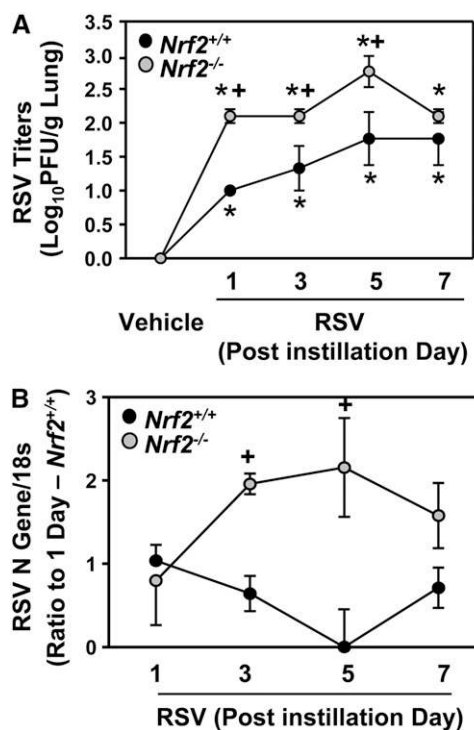 A
Nrf2+/+
Nrf2-/-
RSV Titers
(Log10PFU/g Lung)
3.5
3.0
2.5
2.0
1.5
1.0
0.5
0.0
*+
*+
*+
*
*
*
*
*
1 3 5 7
Vehicle RSV
(Post instillation Day)
B
Nrf2+/+
Nrf2-/-
RSV N Gene/18s
(Ratio to 1 Day – Nrf2+/+)
3
2
1
0
+
+
1 3 5 7
RSV (Post instillation Day)